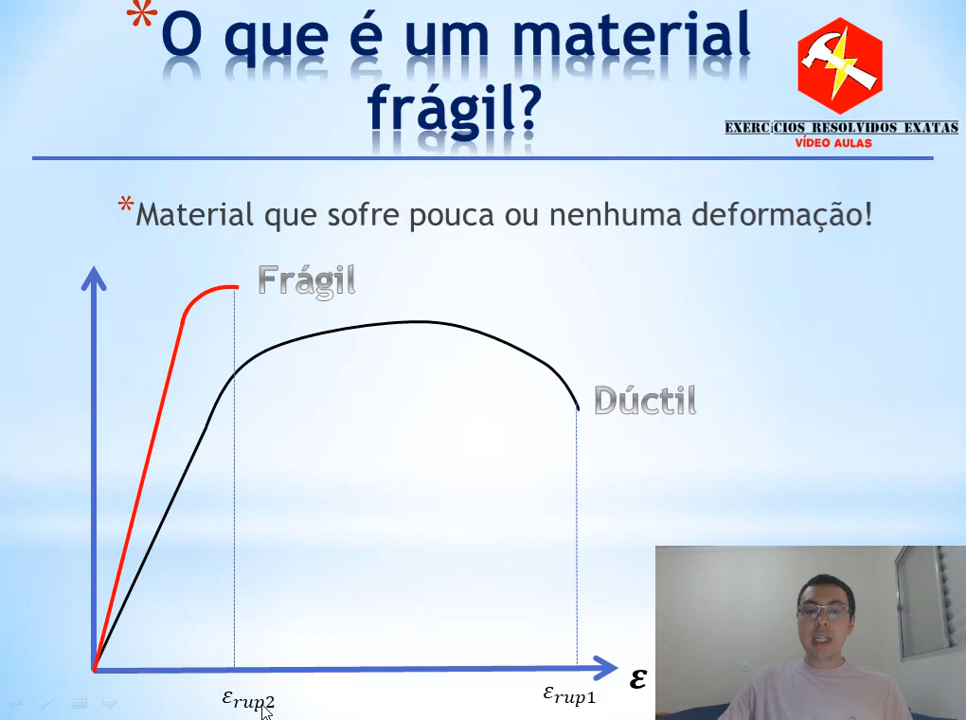 *O que é um material
frágil?
EXERCíCIOS RESOLVIDOS EXATAS
VÍDEO AULAS
*Material que sofre pouca ou nenhuma deformação!
Frágil
Dúctil
ε
εrup2
εrup1